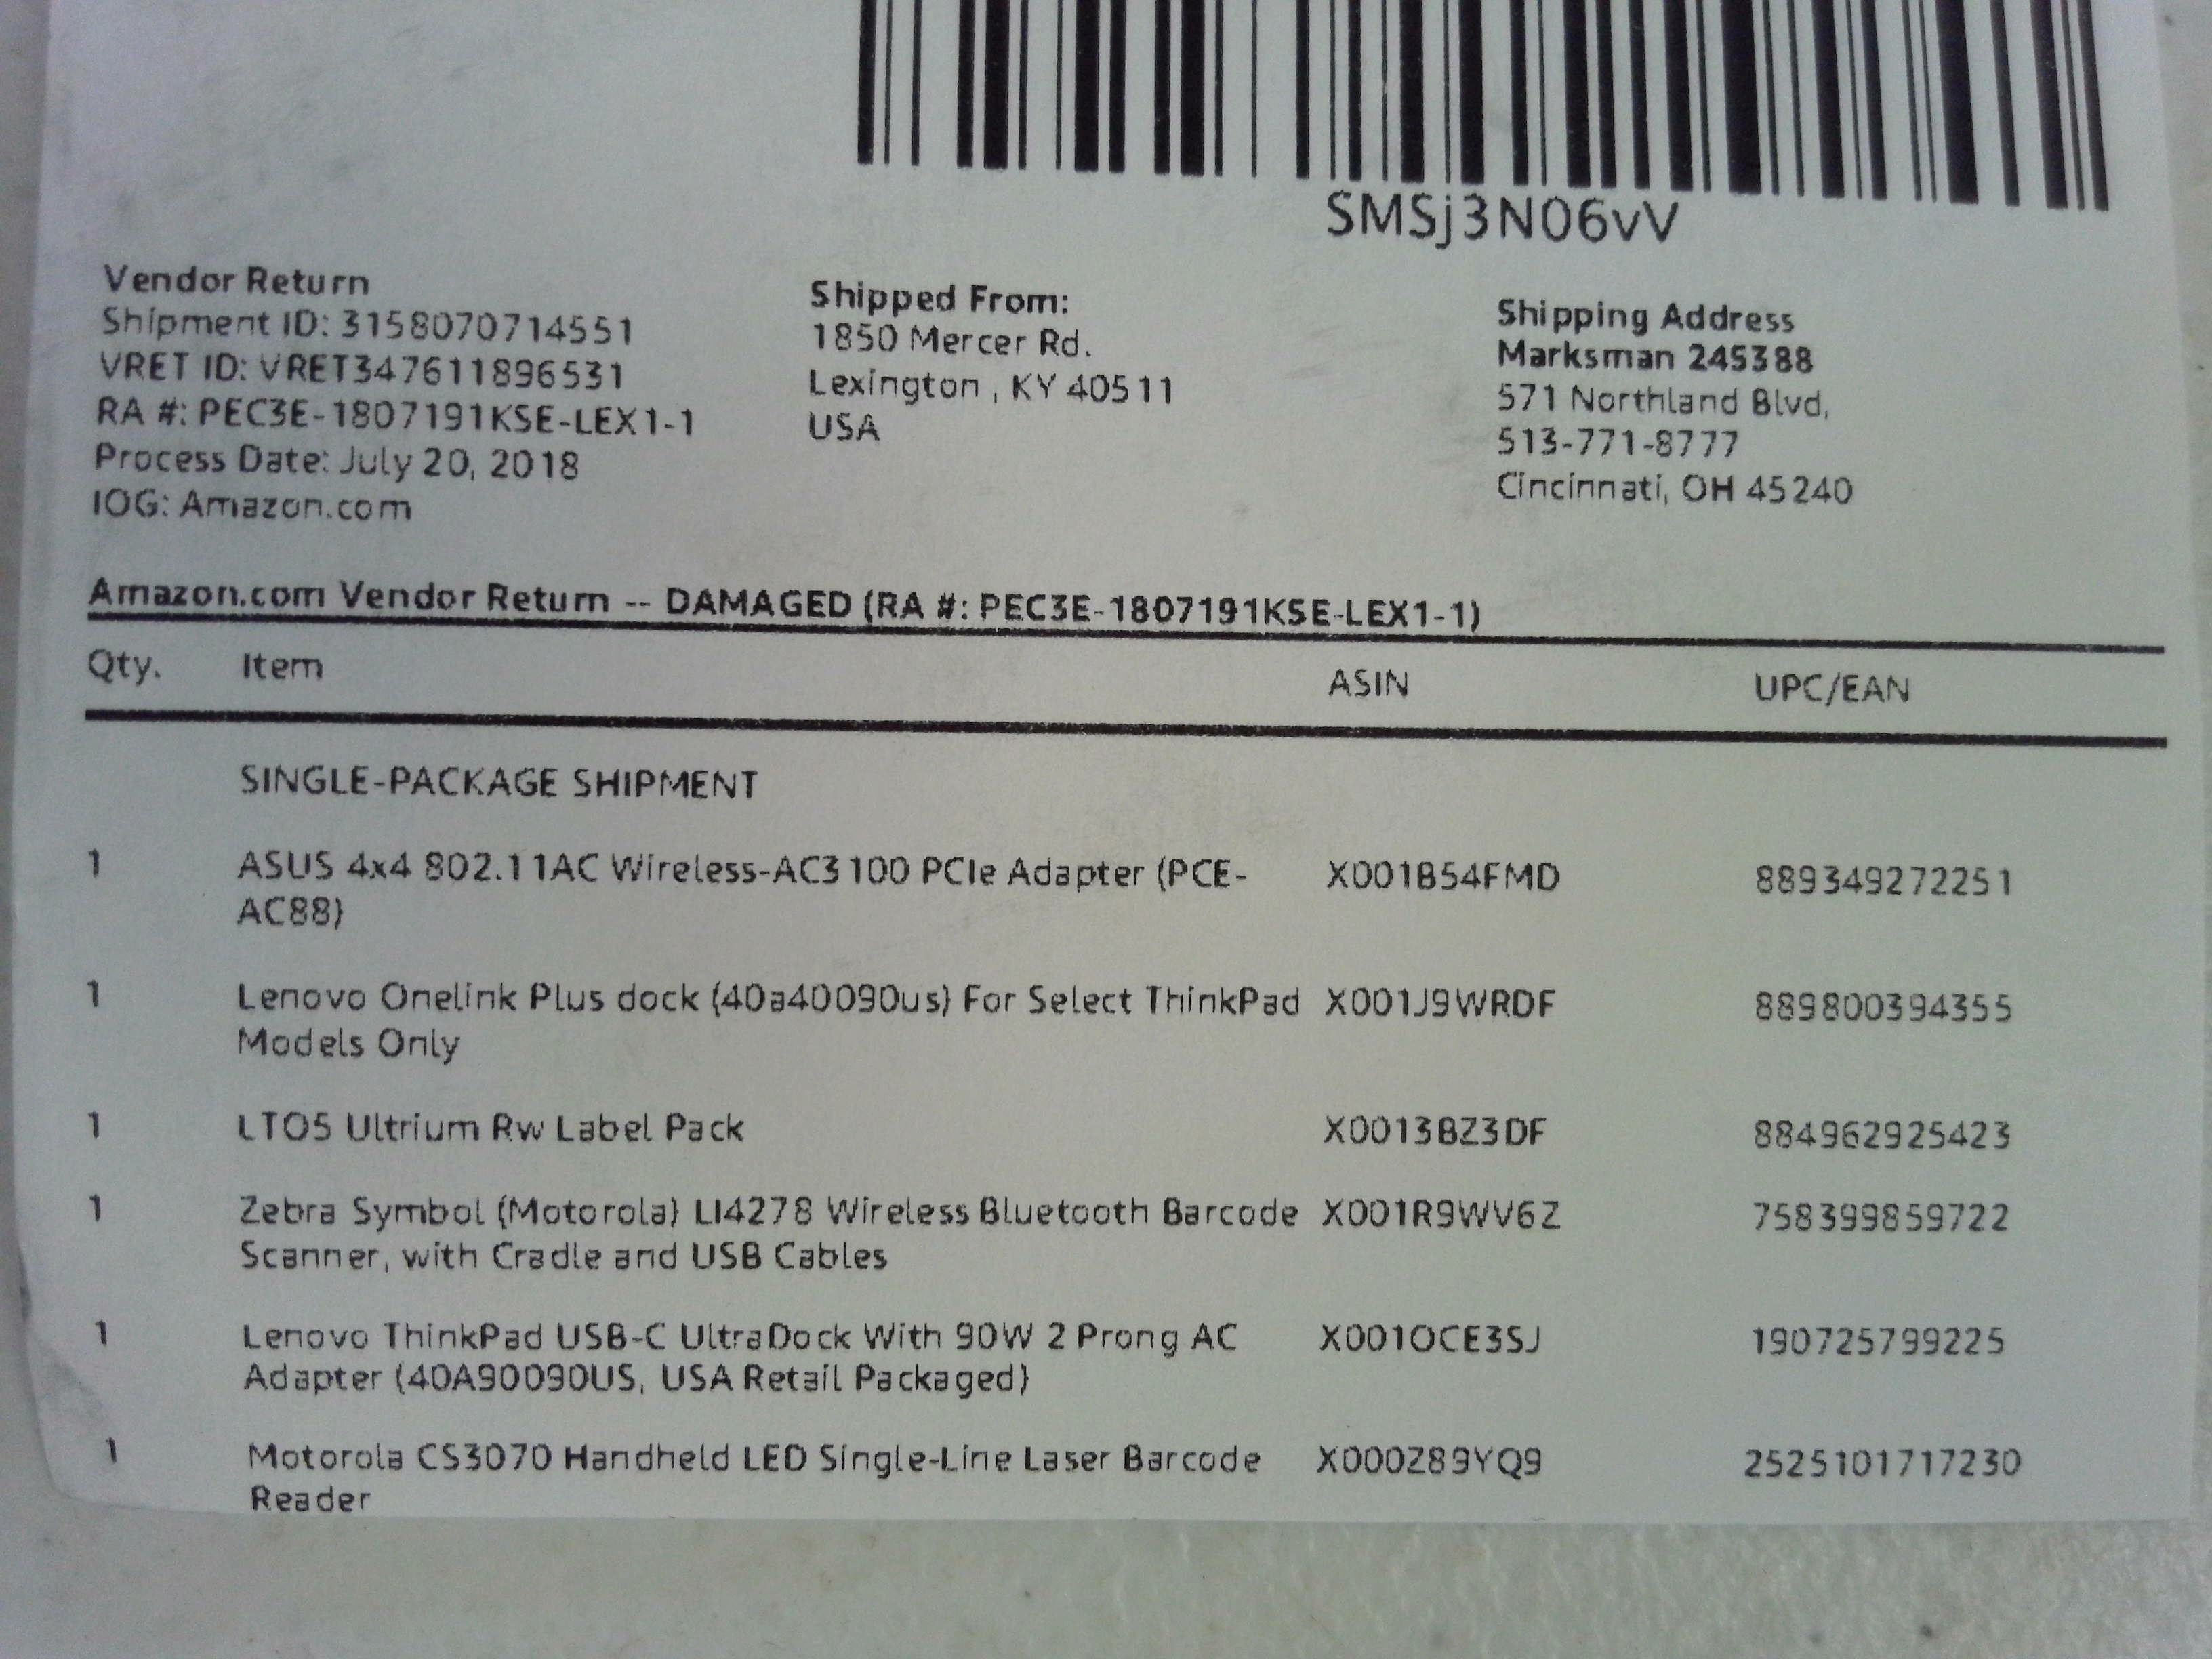 SMSj3N06vV
Vendor Return
Shipment ID: 3158070714551
VRET ID: VRET347611896531
RA #: PEC3E-1807191KSE-LEX1-1
Process Date: July 20, 2018
IOG: Amazon.com
Shipped From:
1850 Mercer Rd.
Lexington , KY 40511
USA
Shipping Address
Marksman 245388
571 Northland Blvd,
513-771-8777
Cincinnati, OH 45240
Amazon.com Vendor Return -- DAMAGED (RA #: PEC3E-1807191KSE-LEX1-1)
Qty. Item ASIN UPC/EAN
SINGLE-PACKAGE SHIPMENT
1 ASUS 4x4 802.11AC Wireless-AC3100 PCIe Adapter (PCE- X001B54FMD 889349272251
AC88)
1 Lenovo Onelink Plus dock (40a40090us) For Select ThinkPad X001J9WRDF 889800394355
Models Only
1 LTO5 Ultrium Rw Label Pack X0013BZ3DF 884962925423
1 Zebra Symbol (Motorola) LI4278 Wireless Bluetooth Barcode X001R9WV6Z 758399859722
Scanner, with Cradle and USB Cables
1 Lenovo ThinkPad USB-C UltraDock With 90W 2 Prong AC X001OCE3SJ 190725799225
Adapter (40A90090US, USA Retail Packaged)
1 Motorola CS3070 Handheld LED Single-Line Laser Barcode X000Z89YQ9 2525101717230
Reader